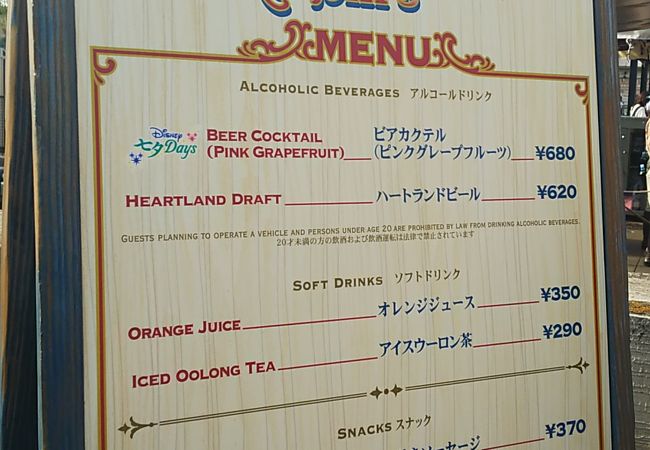 MENU
ALCOHOLIC BEVERAGES アルコールドリンク
DISNEY 七夕 Days
BEER COCKTAIL (PINK GRAPEFRUIT) ビアカクテル (ピンクグレープフルーツ) ¥680
HEARTLAND DRAFT ハートランドビール ¥620
GUESTS PLANNING TO OPERATE A VEHICLE AND PERSONS UNDER AGE 20 ARE PROHIBITED BY LAW FROM DRINKING ALCOHOLIC BEVERAGES.
20才未満の方の飲酒および飲酒運転は法律で禁止されています
SOFT DRINKS ソフトドリンク
ORANGE JUICE オレンジジュース ¥350
ICED OOLONG TEA アイスウーロン茶 ¥290
SNACKS スナック
ソーセージ ¥370